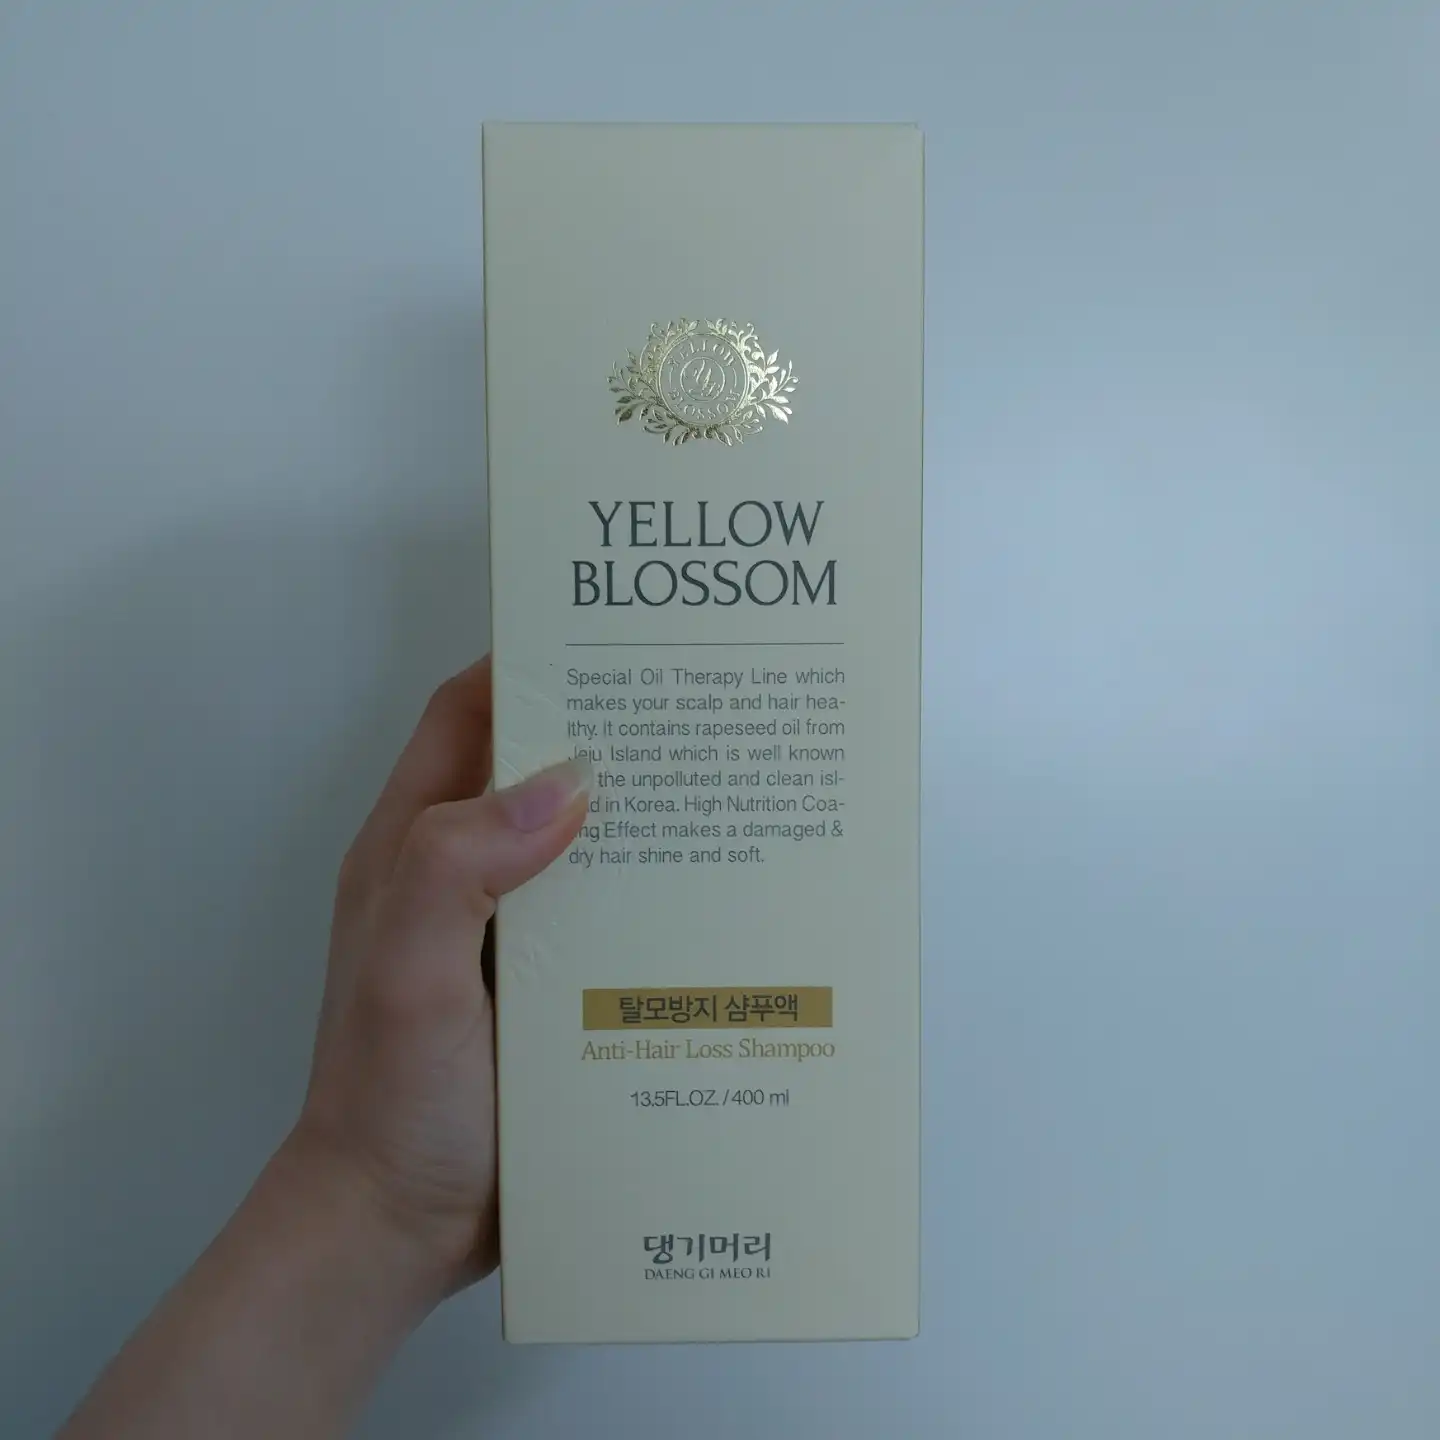 YELLOW
BLOSSOM
YELLOW
BLOSSOM
Special Oil Therapy Line which
makes your scalp and hair hea-
lthy. It contains rapeseed oil from
Jeju Island which is well known
the unpolluted and clean isl-
in Korea. High Nutrition Coa-
Effect makes a damaged &
dry hair shine and soft.
탈모방지 샴푸액
Anti-Hair Loss Shampoo
13.5FL.OZ. / 400 ml
댕기머리
DAENG GI MEO RI